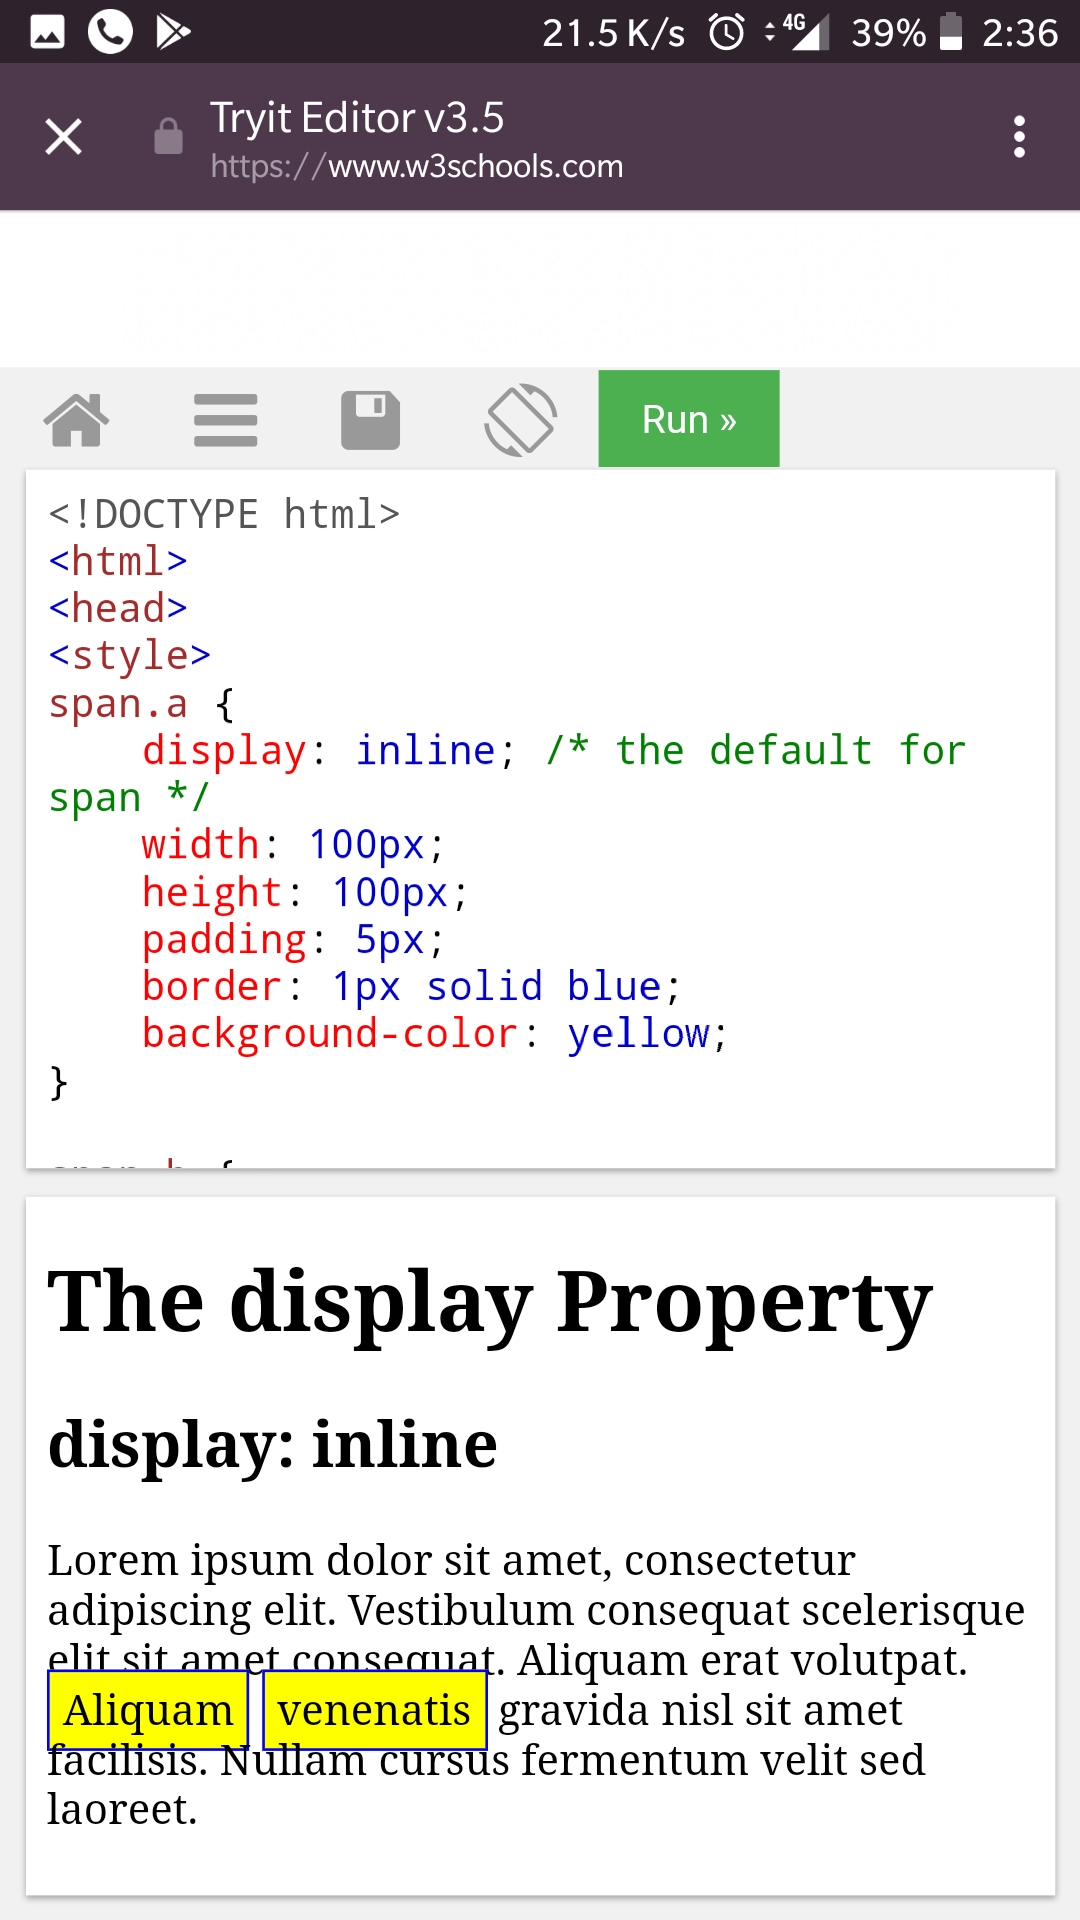 21.5 K/s 4G 39% 2:36
Tryit Editor v3.5
https://www.w3schools.com
Run »
<!DOCTYPE html>
<html>
<head>
<style>
span.a {
display: inline; /* the default for
span */
width: 100px;
height: 100px;
padding: 5px;
border: 1px solid blue;
background-color: yellow;
}
The display Property
display: inline
Lorem ipsum dolor sit amet, consectetur
adipiscing elit. Vestibulum consequat scelerisque
elit sit amet consequat. Aliquam erat volutpat.
Aliquam venenatis gravida nisl sit amet
facilisis. Nullam cursus fermentum velit sed
laoreet.